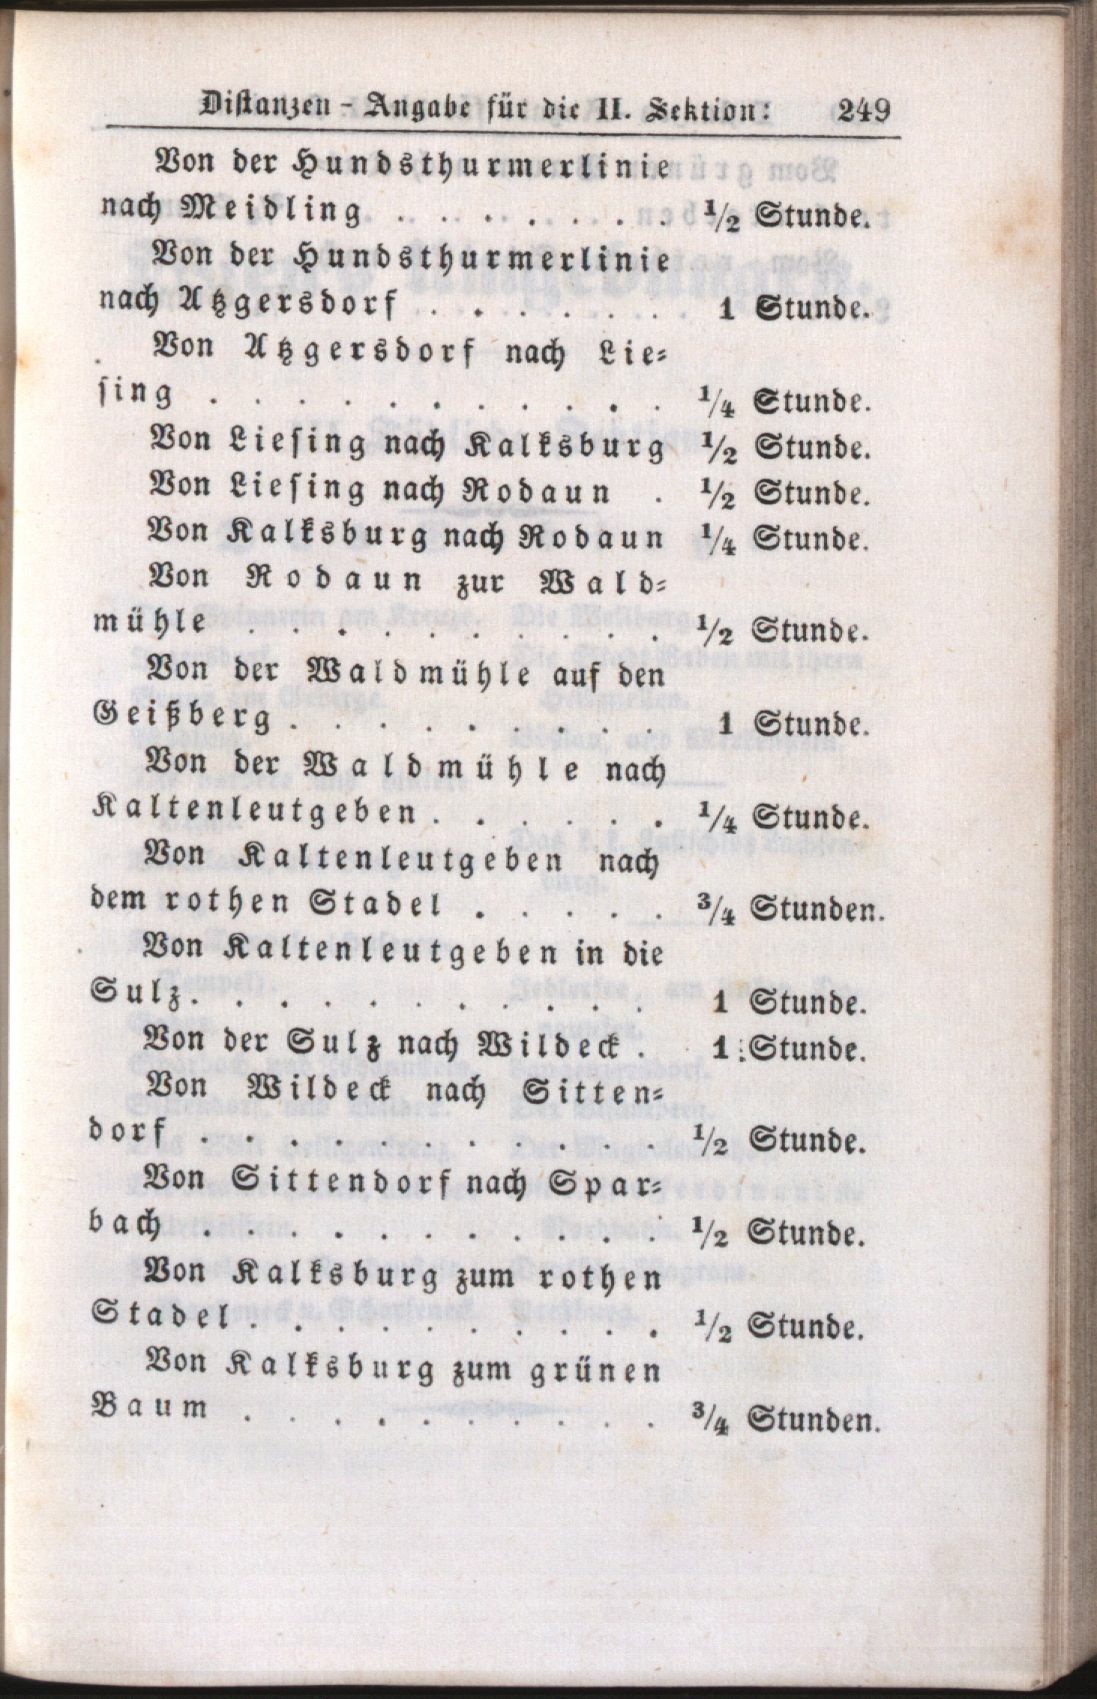 Distanzen-Angabe für die II. Sektion: 249
Von der Hundsthurmerlinie
nach Meidling . . . . . . . . . . 1/2 Stunde.
Von der Hundsthurmerlinie
nach Atzgersdorf . . . . . . . . 1 Stunde.
Von Atzgersdorf nach Lie-
sing . . . . . . . . . . . . 1/4 Stunde.
Von Liesing nach Kalksburg 1/2 Stunde.
Von Liesing nach Rodaun . 1/2 Stunde.
Von Kalksburg nach Rodaun 1/4 Stunde.
Von Rodaun zur Wald-
mühle . . . . . . . . . . 1/2 Stunde.
Von der Waldmühle auf den
Geißberg . . . . . . . . . 1 Stunde.
Von der Waldmühle nach
Kaltenleutgeben . . . . . . 1/4 Stunde.
Von Kaltenleutgeben nach
dem rothen Stadel . . . . . 3/4 Stunden.
Von Kaltenleutgeben in die
Sulz . . . . . . . . . . . 1 Stunde.
Von der Sulz nach Wildeck . 1 Stunde.
Von Wildeck nach Sitten-
dorf . . . . . . . . . . . 1/2 Stunde.
Von Sittendorf nach Spar-
bach . . . . . . . . . . . 1/2 Stunde.
Von Kalksburg zum rothen
Stadel . . . . . . . . . . 1/2 Stunde.
Von Kalksburg zum grünen
Baum . . . . . . . . . . 3/4 Stunden.